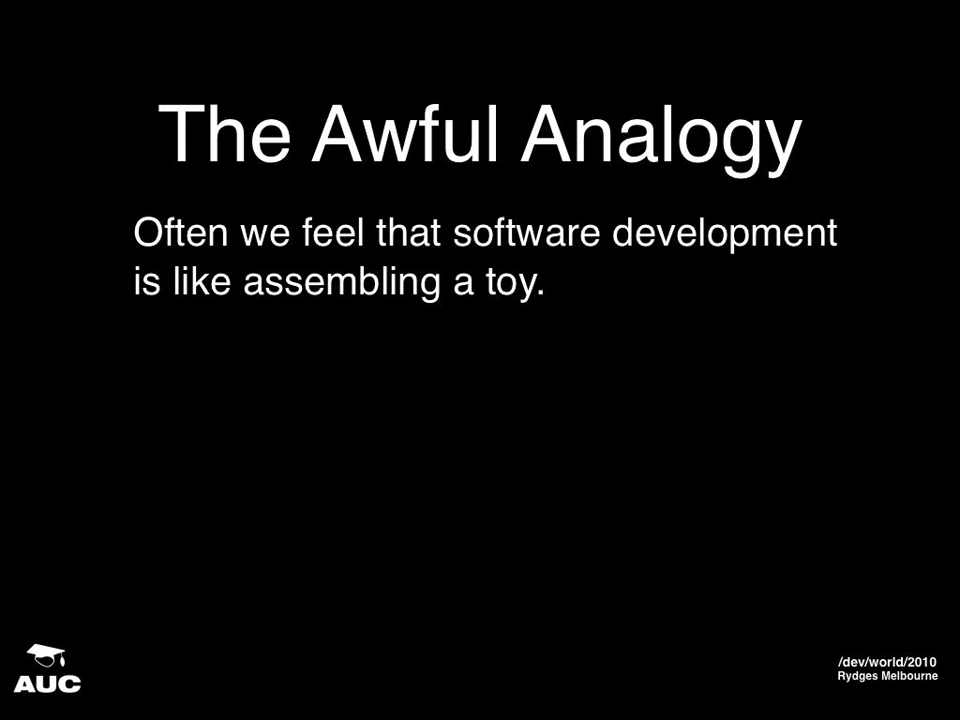 The Awful Analogy
Often we feel that software development
is like assembling a toy.
AUC
/dev/world/2010
Rydges Melbourne